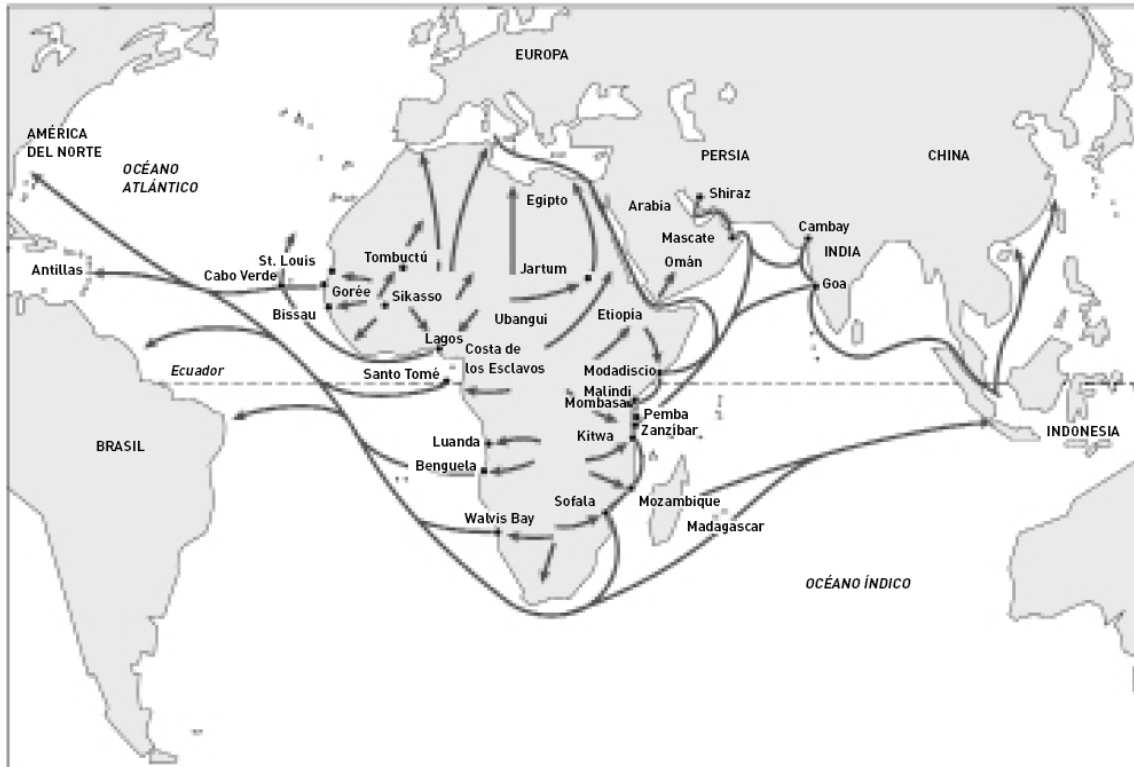 EUROPA
AMÉRICA
DEL NORTE
OCÉANO
ATLÁNTICO
PERSIA
CHINA
Shiraz
Egipto
Arabia
Cambay
Mascate
INDIA
St. Louis
Tombuctú
Omán
Antillas
Cabo Verde
Jartum
Goa
Gorée
Sikasso
Bissau
Ubangui
Etiopía
Lagos
Costa de
los Esclavos
Ecuador
Santo Tomé
Modadiscio
Malindi
Mombasa
Pemba
Zanzíbar
BRASIL
Luanda
Kitwa
INDONESIA
Benguela
Sofala
Mozambique
Walvis Bay
Madagascar
OCÉANO ÍNDICO